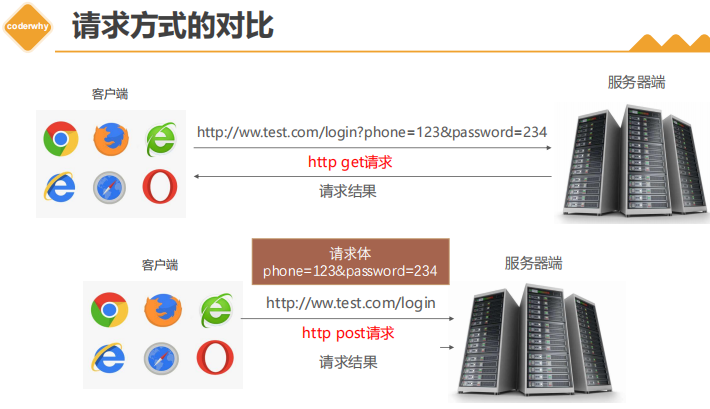 coderwhy
请求方式的对比
客户端
服务器端
http://ww.test.com/login?phone=123&password=234
http get请求
请求结果
客户端
请求体
phone=123&password=234
服务器端
http://ww.test.com/login
http post请求
请求结果